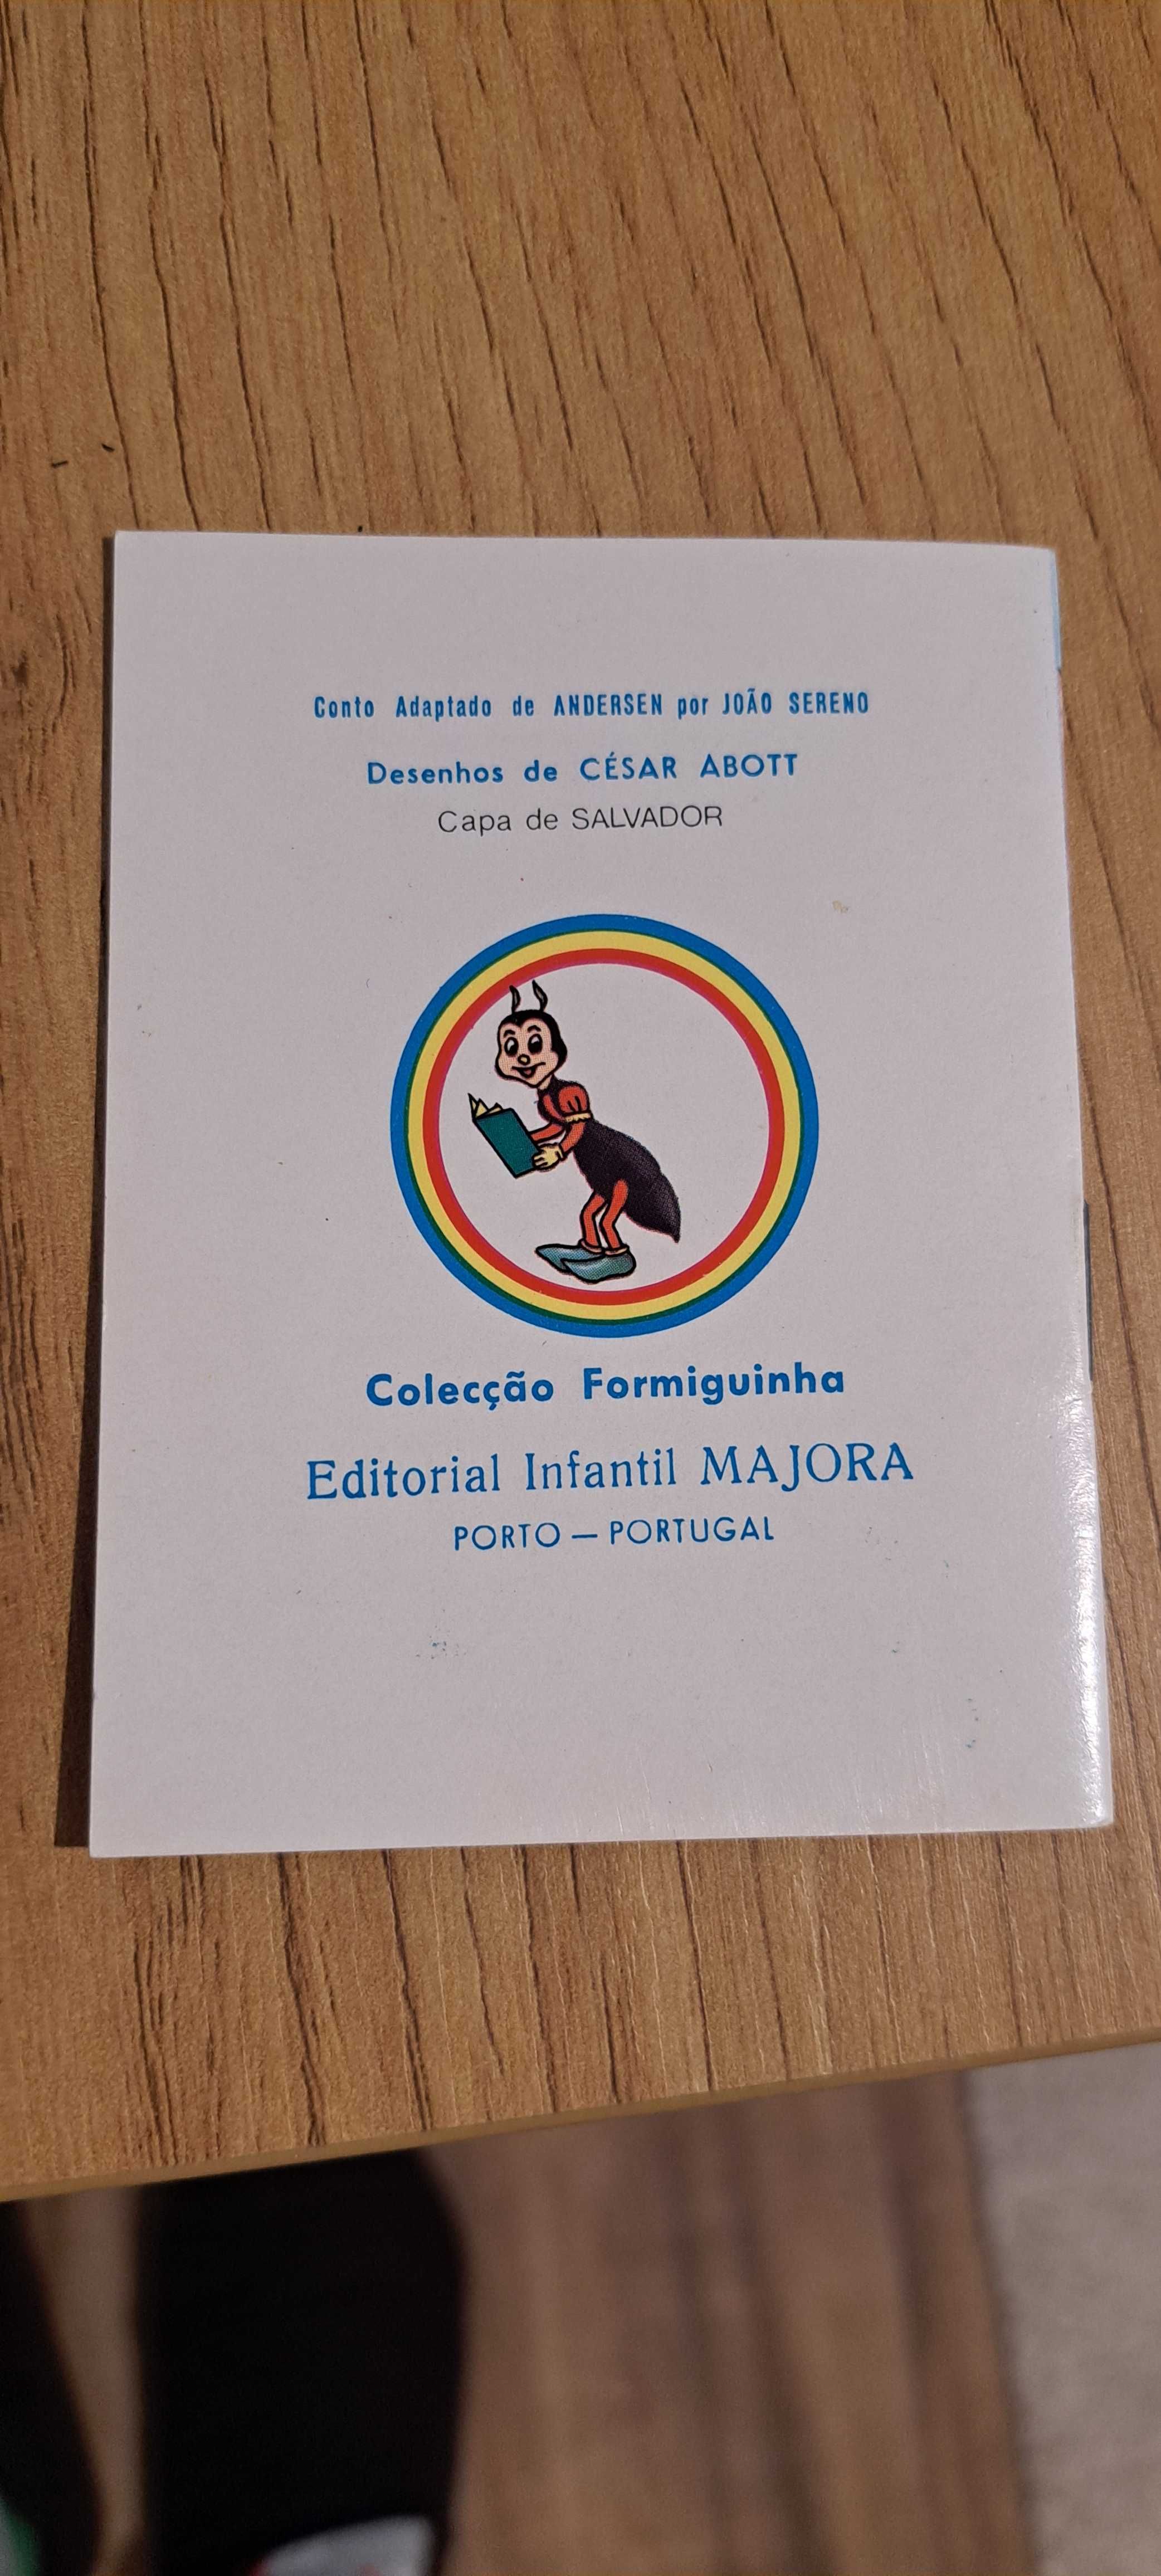 Conto Adaptado de ANDERSEN por JOÃO SERENO
Desenhos de CÉSAR ABOTT
Capa de SALVADOR
Colecção Formiguinha
Editorial Infantil MAJORA
PORTO — PORTUGAL